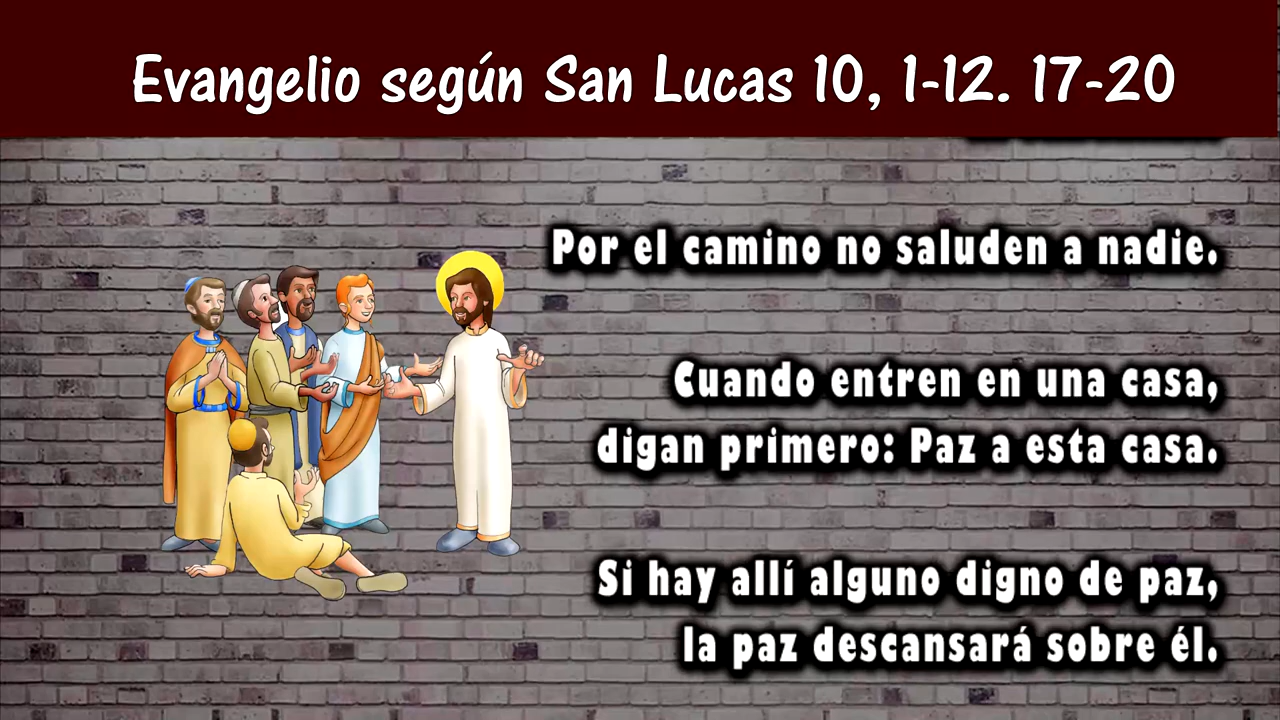 Evangelio según San Lucas 10, 1-12. 17-20
Por el camino no saluden a nadie.
Cuando entren en una casa,
digan primero: Paz a esta casa.
Si hay allí alguno digno de paz,
la paz descansará sobre él.